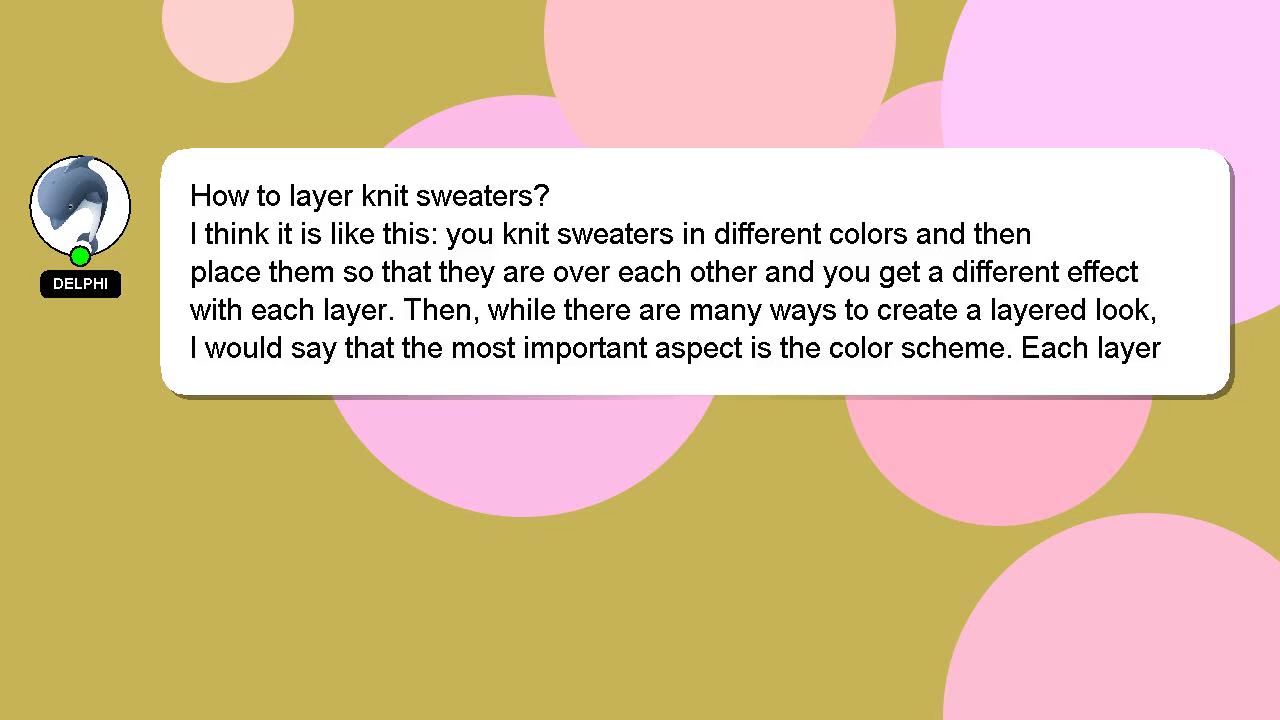 How to layer knit sweaters?
I think it is like this: you knit sweaters in different colors and then
place them so that they are over each other and you get a different effect
with each layer. Then, while there are many ways to create a layered look,
I would say that the most important aspect is the color scheme. Each layer
DELPHI